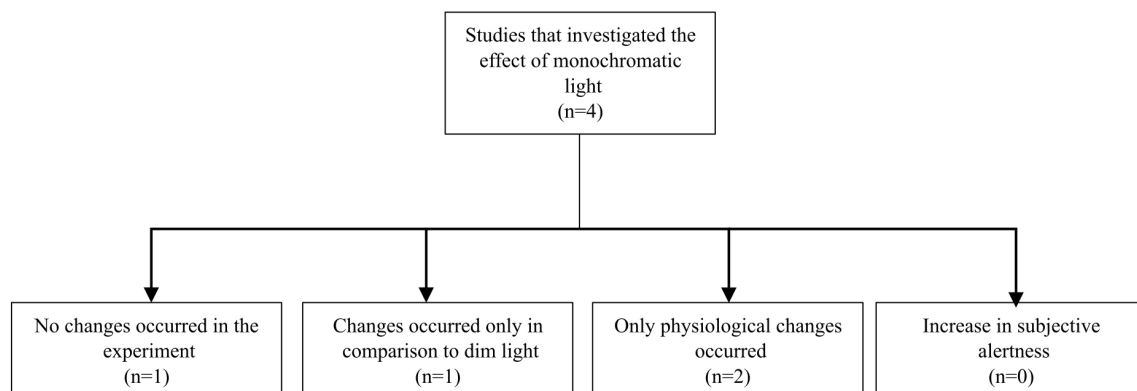 Studies that investigated the
effect of monochromatic
light
(n=4)
No changes occurred in the
experiment
(n=1)
Changes occurred only in
comparison to dim light
(n=1)
Only physiological changes
occurred
(n=2)
Increase in subjective
alertness
(n=0)